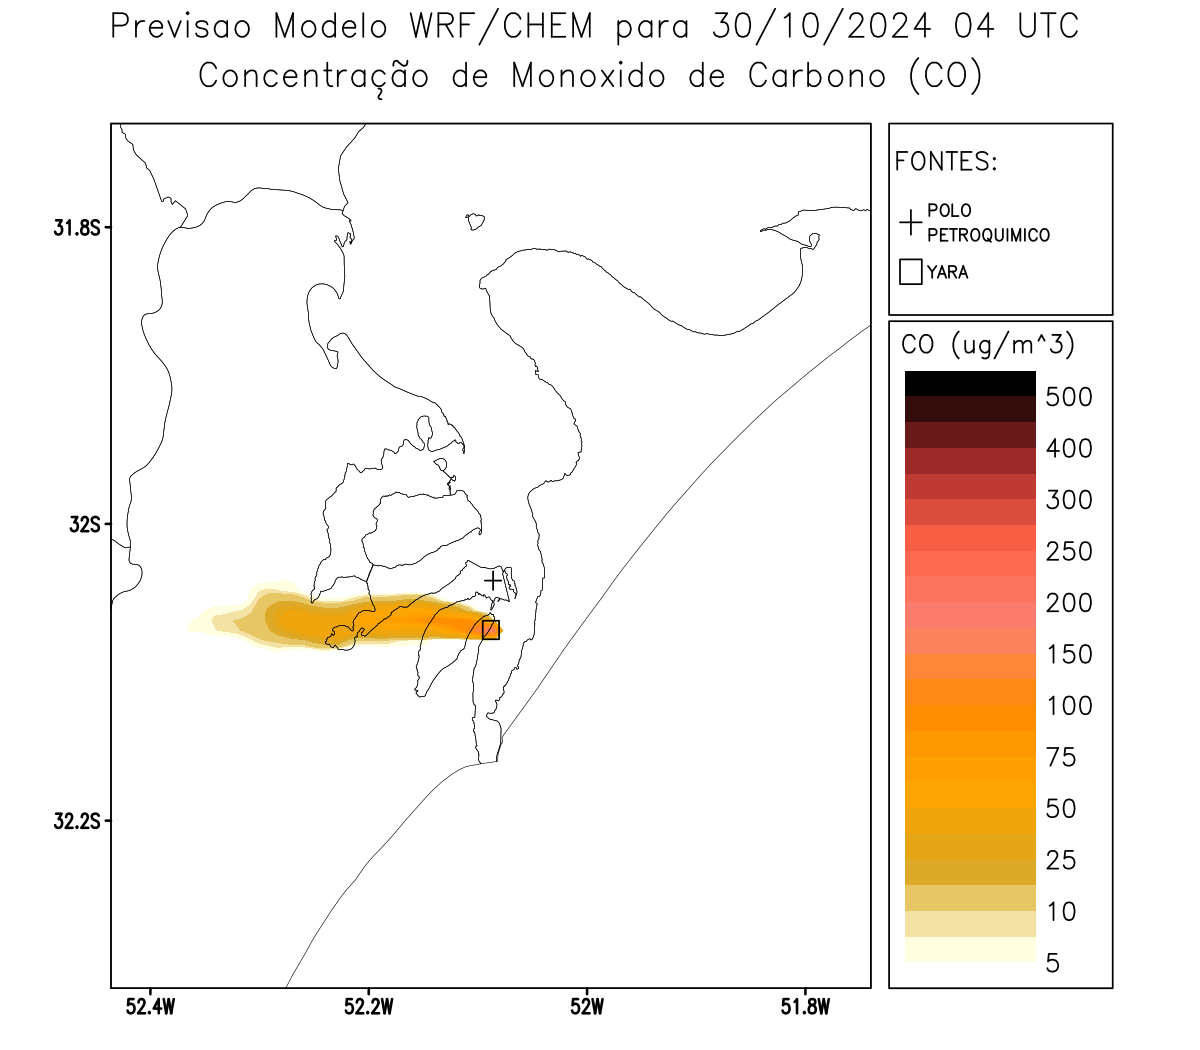 Previsao Modelo WRF/CHEM para 30/10/2024 04 UTC
Concentração de Monoxido de Carbono (CO)
FONTES:
POLO
PETROQUIMICO
YARA
CO (ug/m^3)
500
400
300
250
200
150
100
75
50
25
10
5
31.8S
32S
32.2S
52.4W
52.2W
52W
51.8W